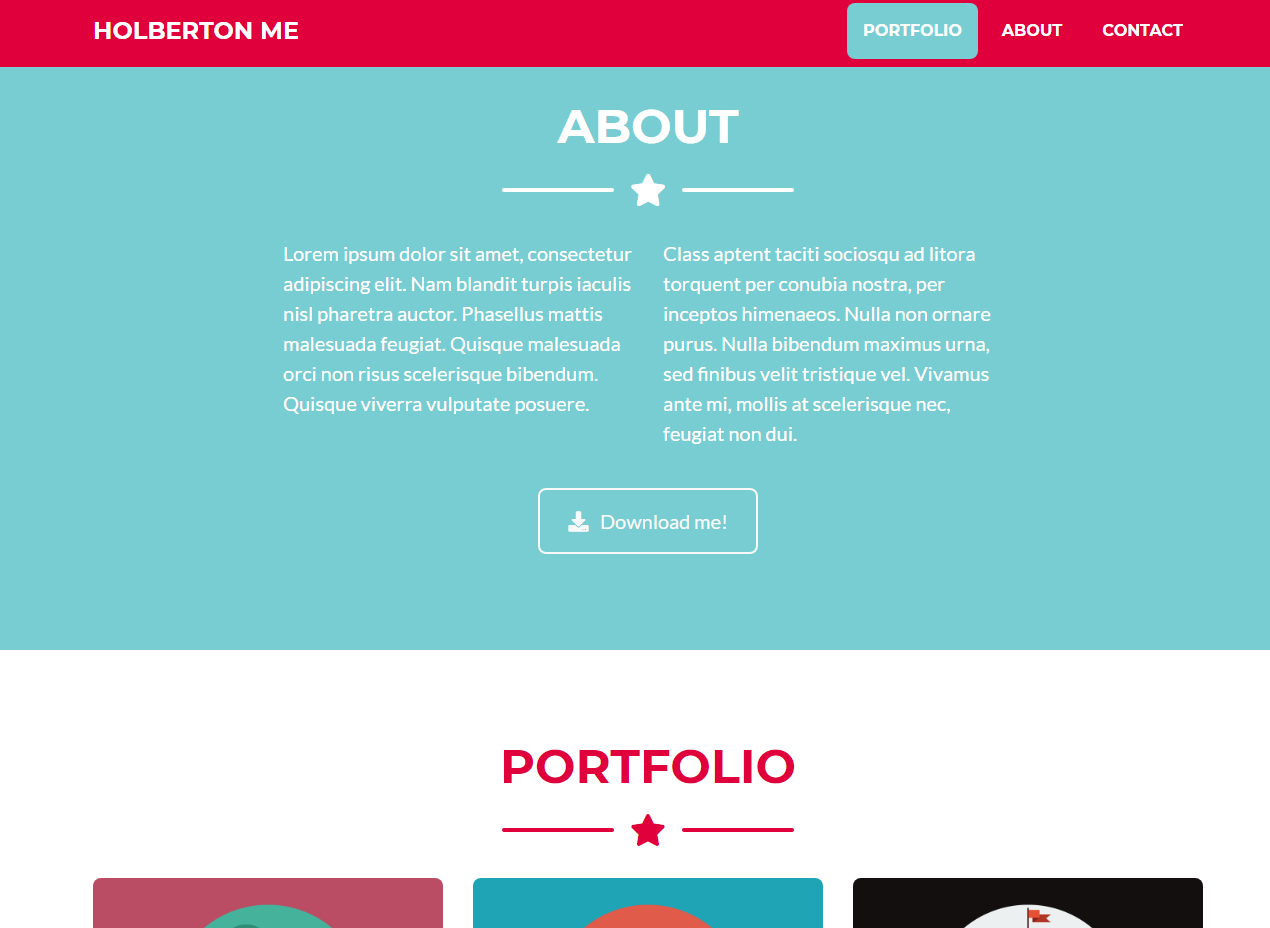 HOLBERTON ME
PORTFOLIO
ABOUT
CONTACT
ABOUT
Lorem ipsum dolor sit amet, consectetur
adipiscing elit. Nam blandit turpis iaculis
nisl pharetra auctor. Phasellus mattis
malesuada feugiat. Quisque malesuada
orci non risus scelerisque bibendum.
Quisque viverra vulputate posuere.
Class aptent taciti sociosqu ad litora
torquent per conubia nostra, per
inceptos himenaeos. Nulla non ornare
purus. Nulla bibendum maximus urna,
sed finibus velit tristique vel. Vivamus
ante mi, mollis at scelerisque nec,
feugiat non dui.
Download me!
PORTFOLIO